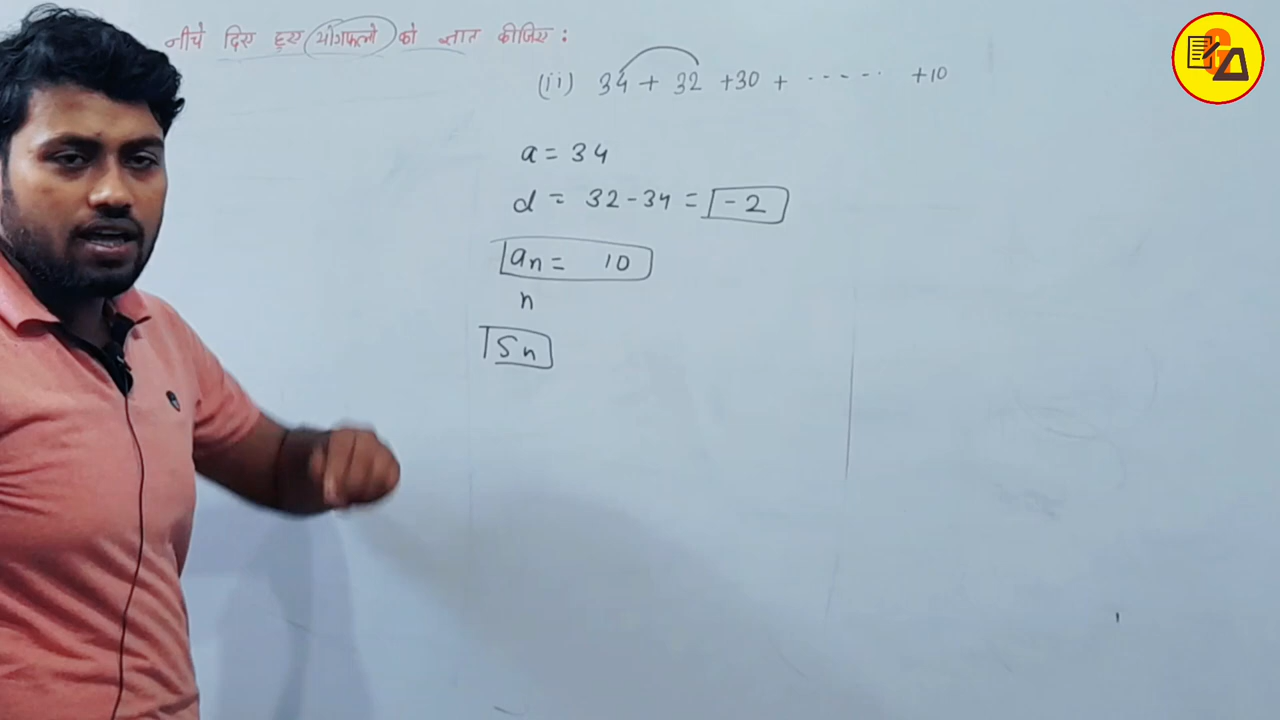 नीचे दिए हुए योगफलो को ज्ञात कीजिए :
(ii) 34 + 32 +30 + ------ +10
a = 34
d = 32-34 = -2
an = 10
n
Sn